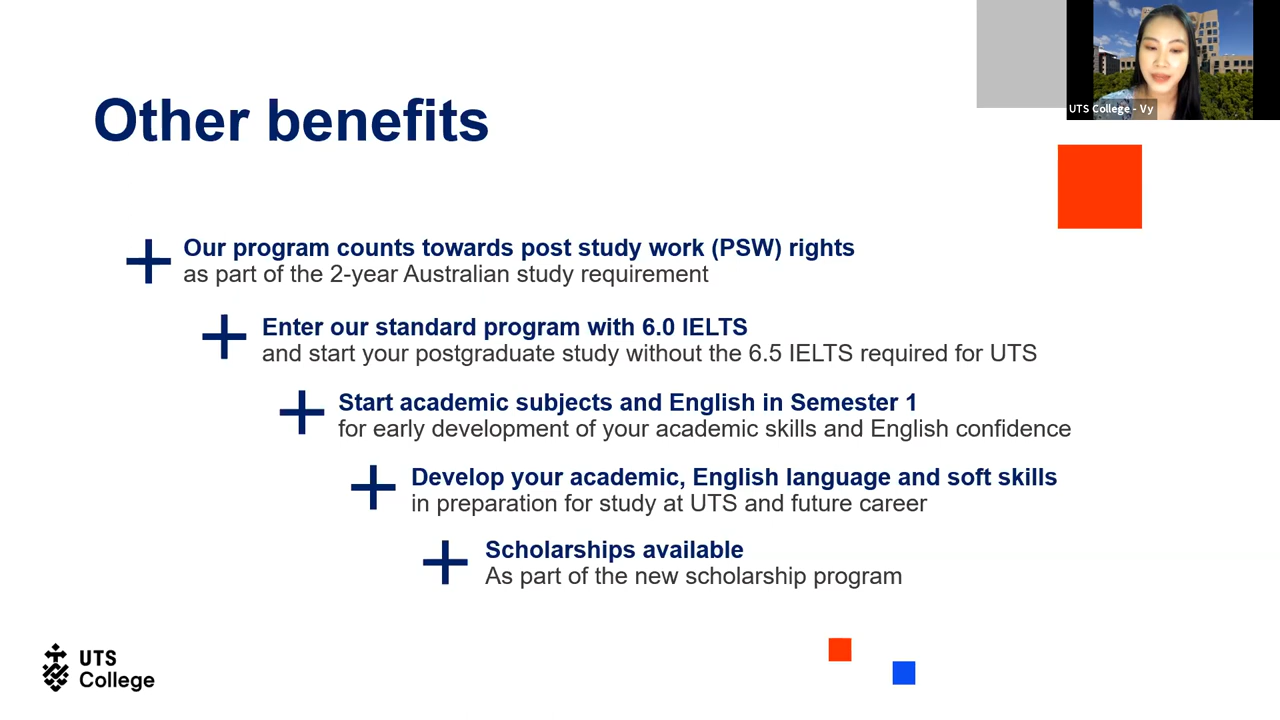 UTS College - Vy
Other benefits
Our program counts towards post study work (PSW) rights
as part of the 2-year Australian study requirement
Enter our standard program with 6.0 IELTS
and start your postgraduate study without the 6.5 IELTS required for UTS
Start academic subjects and English in Semester 1
for early development of your academic skills and English confidence
Develop your academic, English language and soft skills
in preparation for study at UTS and future career
Scholarships available
As part of the new scholarship program
UTS
College